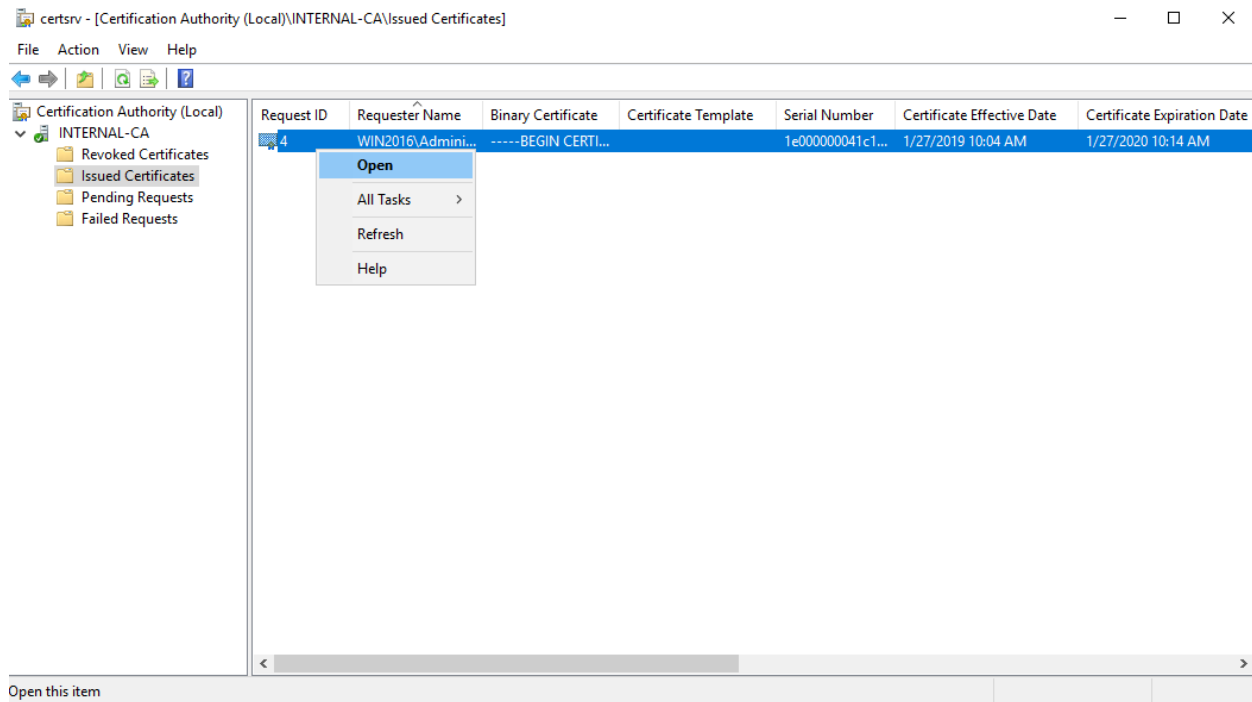 certsrv - [Certification Authority (Local)\INTERNAL-CA\Issued Certificates]
File Action View Help
Certification Authority (Local)
INTERNAL-CA
Revoked Certificates
Issued Certificates
Pending Requests
Failed Requests
Request ID Requester Name Binary Certificate Certificate Template Serial Number Certificate Effective Date Certificate Expiration Date
4 WIN2016\Admini... -----BEGIN CERTI... 1e000000041c1... 1/27/2019 10:04 AM 1/27/2020 10:14 AM
Open
All Tasks
Refresh
Help
Open this item